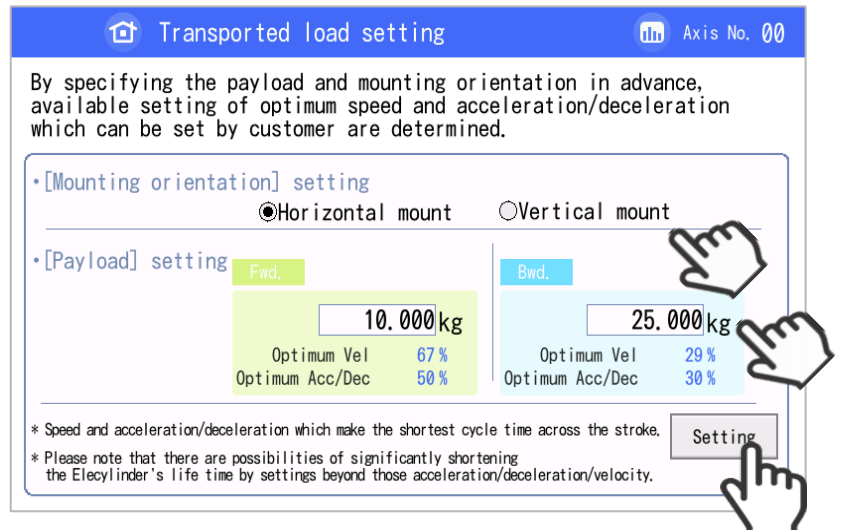 Transported load setting
Axis No. 00
By specifying the payload and mounting orientation in advance,
available setting of optimum speed and acceleration/deceleration
which can be set by customer are determined.
・[Mounting orientation] setting
Horizontal mount
Vertical mount
・[Payload] setting
Fwd.
Bwd.
10.000 kg
25.000 kg
Optimum Vel 67 %
Optimum Vel 29 %
Optimum Acc/Dec 50 %
Optimum Acc/Dec 30 %
* Speed and acceleration/deceleration which make the shortest cycle time across the stroke.
Setting
* Please note that there are possibilities of significantly shortening
the Elecylinder's life time by settings beyond those acceleration/deceleration/velocity.